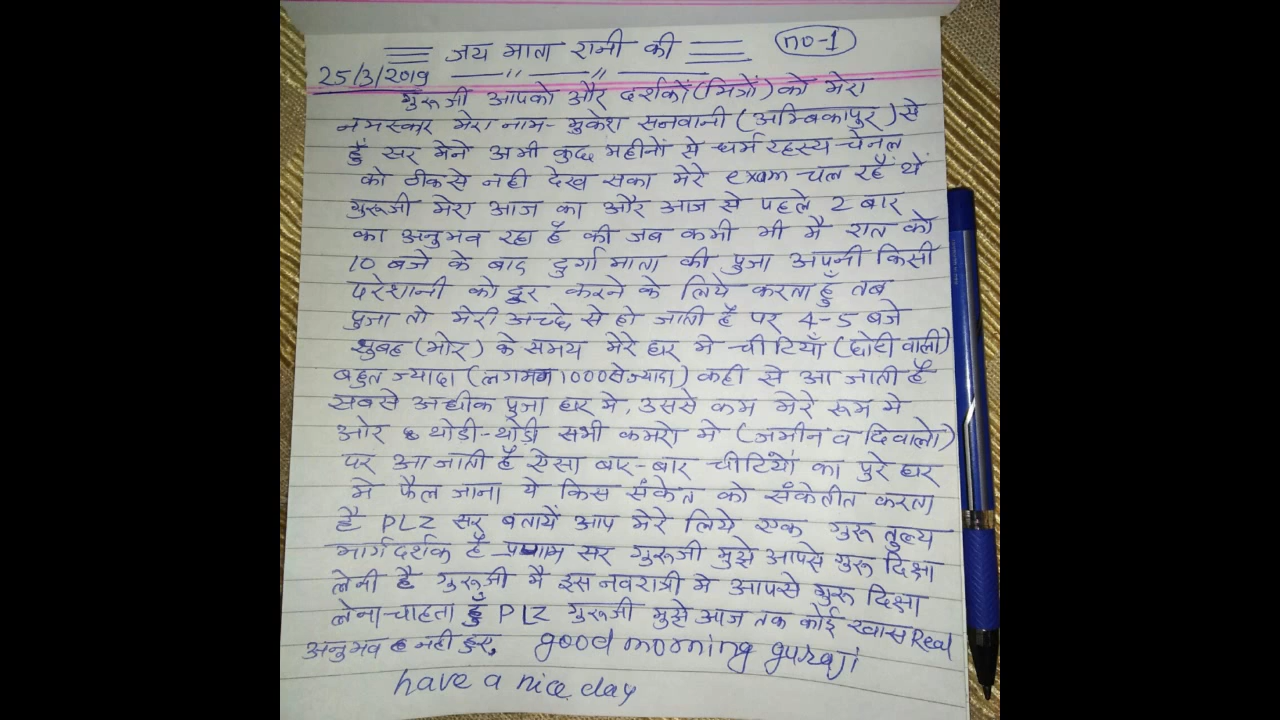 जय माता रानी की no-1
25/3/2019
गुरूजी आपको और दर्शकों (मित्रों) को मेरा
नमस्कार मेरा नाम - मुकेश सनवानी (अम्बिकापुर) से
हुँ सर मेने अभी कुछ महीनों से धर्म रहस्य चेनल
को ठीक से नही देख सका मेरे exam चल रहें थें
गुरूजी मेरा आज का और आज से पहले 2 बार
का अनुभव रहा है की जब कभी भी मै रात को
10 बजे के बाद दुर्गा माता की पुजा अपनी किसी
परेशानी को दुर करने के लिये करता हुँ तब
पुजा तो मेरी अच्छे से हो जाती है पर 4-5 बजे
सुबह (भोर) के समय मेरे घर मे चीटियाँ (छोटी वाली)
बहुत ज्यादा (लगभग 1000 से ज्यादा) कही से आ जाती है
सबसे अधीक पुजा घर मे, उससे कम मेरे रूम मे
ओर थोडी-थोडी सभी कमरो मे (जमीन व दिवालो)
पर आ जाती है ऐसा बार-बार चीटियों का पुरे घर
मे फैल जाना ये किस संकेत को संकेतीत करता
है PLZ सर बतायें आप मेरे लिये एक गुरू तुल्य
मार्गदर्शक है प्रणाम सर गुरूजी मुझे आपसे गुरू दिक्षा
लेनी है गुरूजी मै इस नवरात्री मे आपसे गुरू दिक्षा
लेना चाहता हुँ PLZ गुरूजी मुझे आज तक कोई खास Real
अनुभव नही हुए, good morning guruji
have a nice day